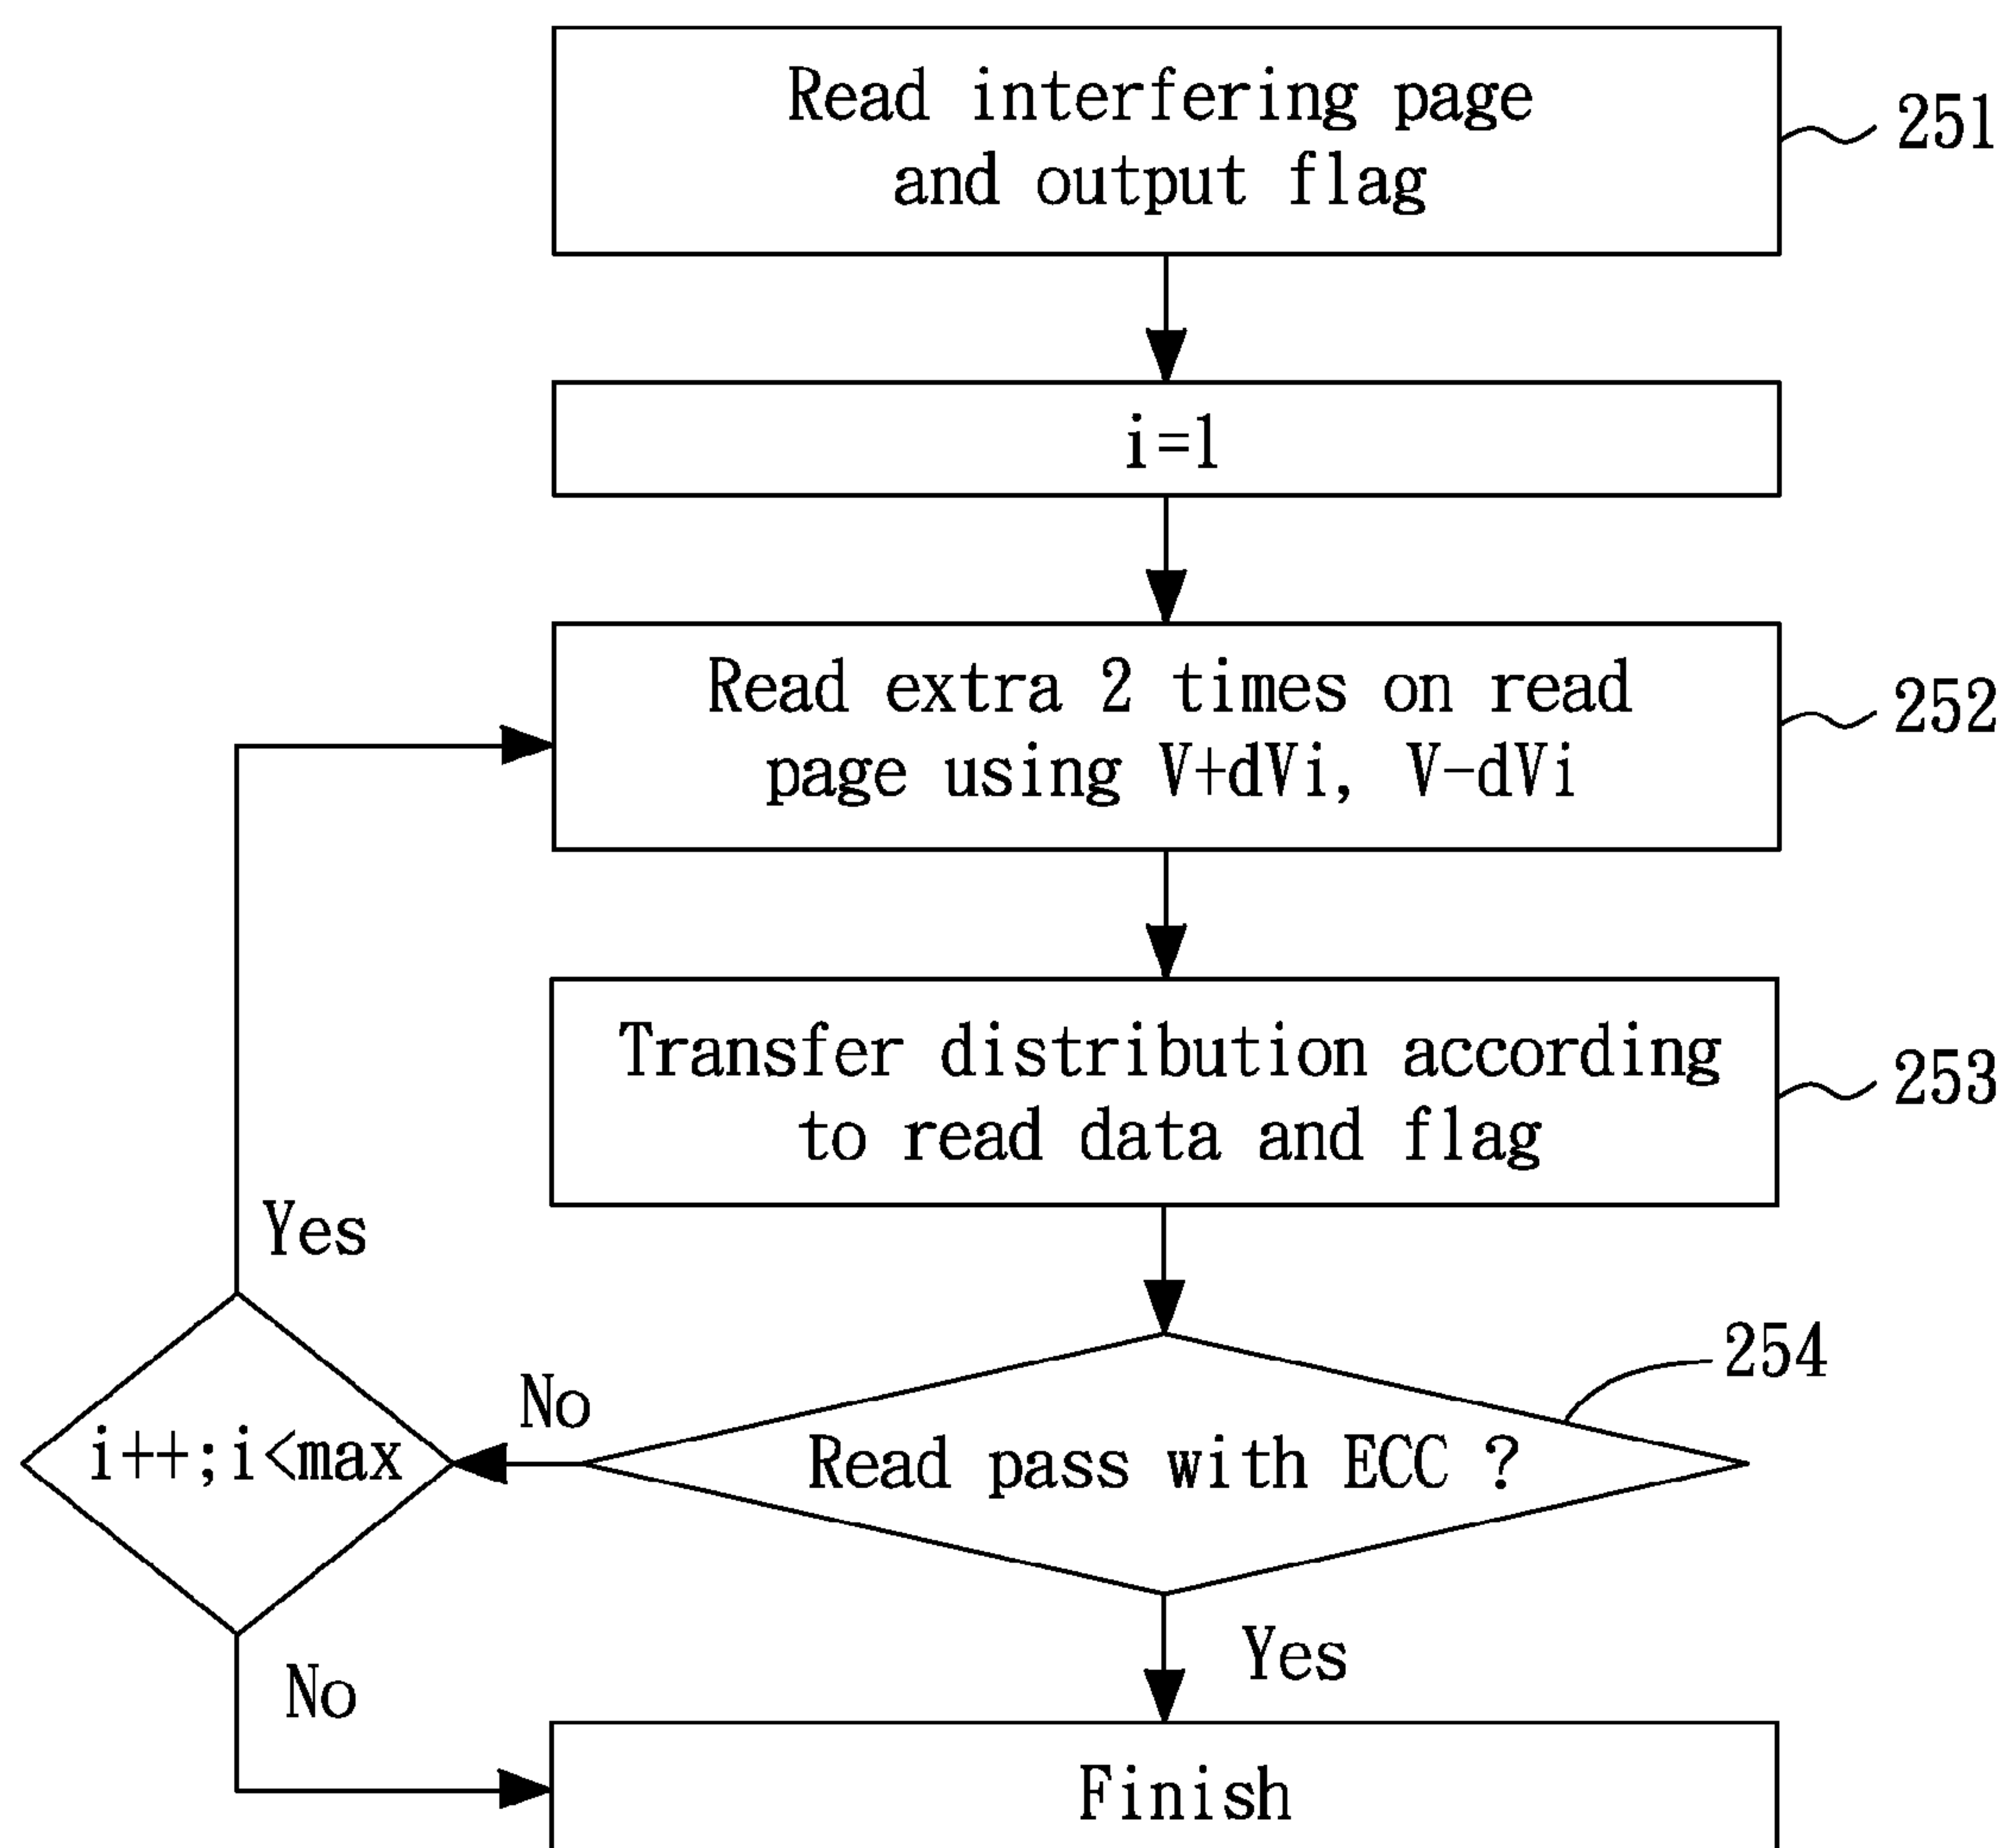 Read interfering page
and output flag
251
i=1
Read extra 2 times on read
page using V+dVi, V-dVi
252
Transfer distribution according
to read data and flag
253
Yes
254
No
i++;i<max
Read pass with ECC ?
Yes
No
Finish